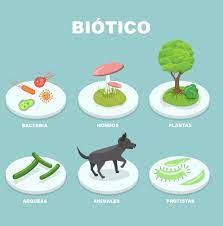 BIÓTICO
BACTERIA
HONGOS
PLANTAS
ARQUEAS
ANIMALES
PROTISTAS